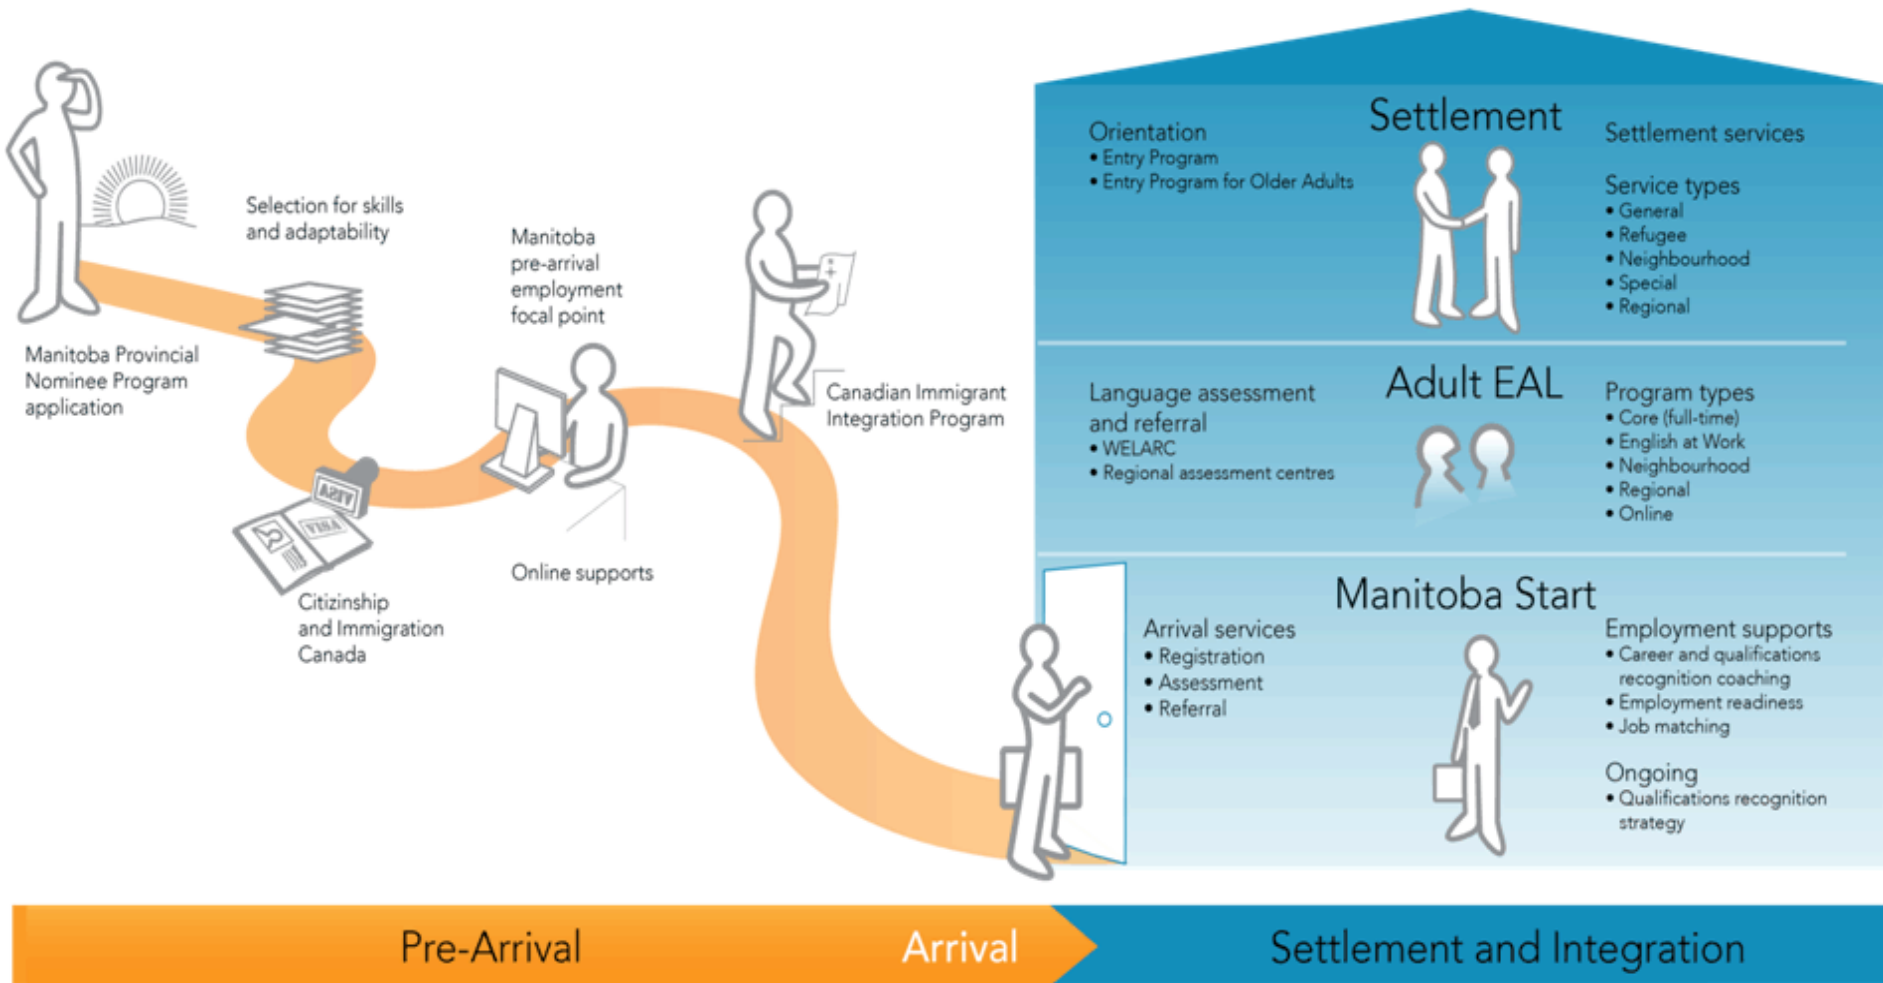 Manitoba Provincial
Nominee Program
application
Selection for skills
and adaptability
VISA
VISA
Citizinship
and Immigration
Canada
Manitoba
pre-arrival
employment
focal point
Online supports
Canadian Immigrant
Integration Program
Settlement
Orientation
• Entry Program
• Entry Program for Older Adults
Settlement services
Service types
• General
• Refugee
• Neighbourhood
• Special
• Regional
Adult EAL
Language assessment
and referral
• WELARC
• Regional assessment centres
Program types
• Core (full-time)
• English at Work
• Neighbourhood
• Regional
• Online
Manitoba Start
Arrival services
• Registration
• Assessment
• Referral
Employment supports
• Career and qualifications
recognition coaching
• Employment readiness
• Job matching
Ongoing
• Qualifications recognition
strategy
Pre-Arrival
Arrival
Settlement and Integration